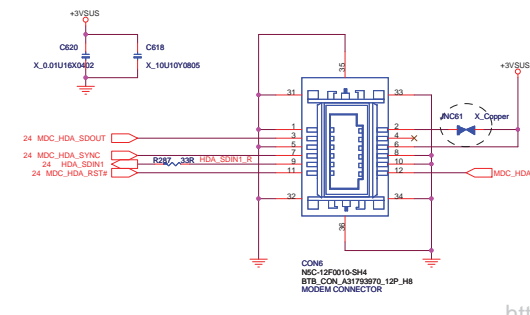 +3VSUS
C620
C618
X_0.01U16X0402
X_10U10Y0805
+3VSUS
35
31
33
JNC61 X_Copper
1
2
24 MDC_HDA_SDOUT
3
4
5
6
24 MDC_HDA_SYNC
7
8
24 HDA_SDIN1
R287 33R HDA_SDIN1_R
9
10
24 MDC_HDA_RST#
11
12
MDC_HDA
32
34
36
CON6
N5C-12F0010-SH4
BTB_CON_A31793970_12P_H8
MODEM CONNECTOR